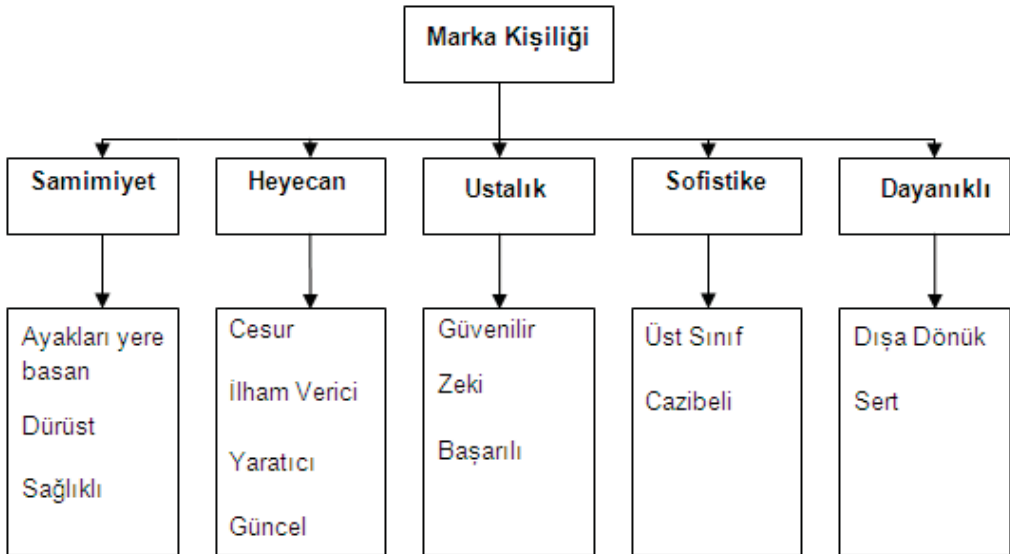 Marka Kişiliği
Samimiyet
Heyecan
Ustalık
Sofistike
Dayanıklı
Ayakları yere
basan
Dürüst
Sağlıklı
Cesur
İlham Verici
Yaratıcı
Güncel
Güvenilir
Zeki
Başarılı
Üst Sınıf
Cazibeli
Dışa Dönük
Sert